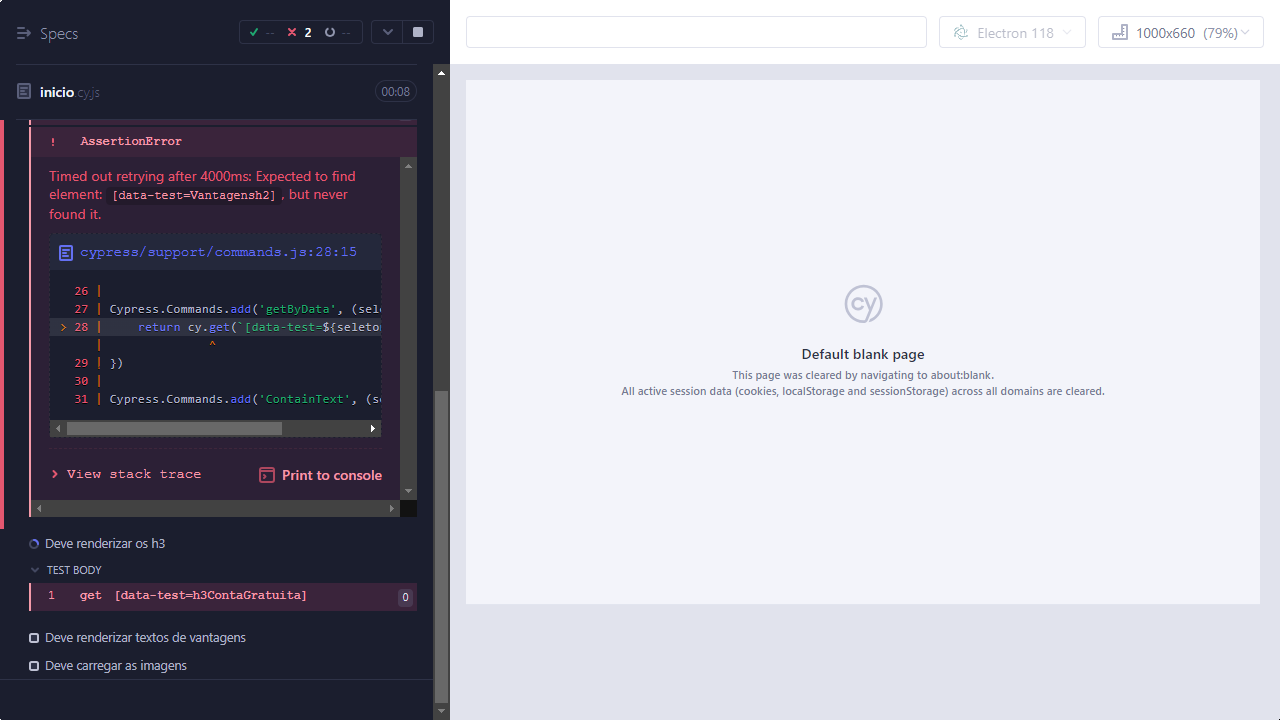 Specs
--
2
--
Electron 118
1000x660 (79%)
inicio.cy.js
00:08
! AssertionError
Timed out retrying after 4000ms: Expected to find
element: [data-test=Vantagensh2], but never
found it.
cypress/support/commands.js:28:15
26 |
27 | Cypress.Commands.add('getByData', (sele
> 28 | return cy.get(`[data-test=${seletor
| ^
29 | })
30 |
31 | Cypress.Commands.add('ContainText', (se
> View stack trace
Print to console
Deve renderizar os h3
TEST BODY
1 get [data-test=h3ContaGratuita] 0
Deve renderizar textos de vantagens
Deve carregar as imagens
cy
Default blank page
This page was cleared by navigating to about:blank.
All active session data (cookies, localStorage and sessionStorage) across all domains are cleared.